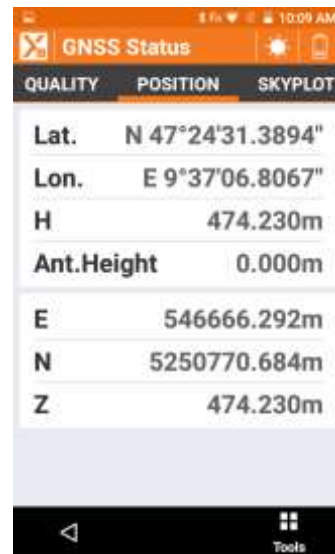 10:09 AM
GNSS Status
QUALITY POSITION SKYPLOT
Lat. N 47°24'31.3894"
Lon. E 9°37'06.8067"
H 474.230m
Ant.Height 0.000m
E 546666.292m
N 5250770.684m
Z 474.230m
Tools